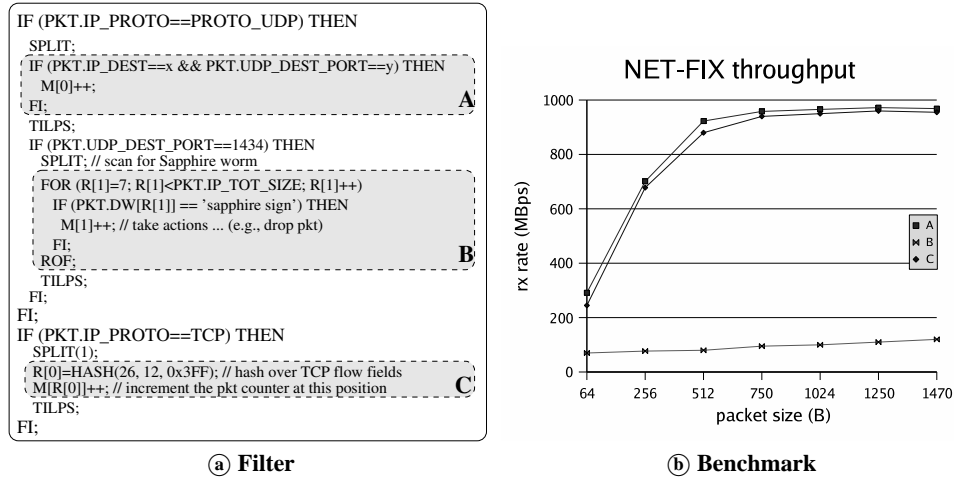 IF (PKT.IP_PROTO==PROTO_UDP) THEN
SPLIT;
IF (PKT.IP_DEST==x && PKT.UDP_DEST_PORT==y) THEN
M[0]++;
FI;
A
TILPS;
IF (PKT.UDP_DEST_PORT==1434) THEN
SPLIT; // scan for Sapphire worm
FOR (R[1]=7; R[1]<PKT.IP_TOT_SIZE; R[1]++)
IF (PKT.DW[R[1]] == 'sapphire sign') THEN
M[1]++; // take actions ... (e.g., drop pkt)
FI;
ROF;
B
TILPS;
FI;
FI;
IF (PKT.IP_PROTO==TCP) THEN
SPLIT(1);
R[0]=HASH(26, 12, 0x3FF); // hash over TCP flow fields
M[R[0]]++; // increment the pkt counter at this position
C
TILPS;
FI;
ⓐ Filter
NET-FIX throughput
rx rate (MBps)
1000
800
600
400
200
0
64 256 512 750 1024 1250 1470
packet size (B)
A
B
C
ⓑ Benchmark